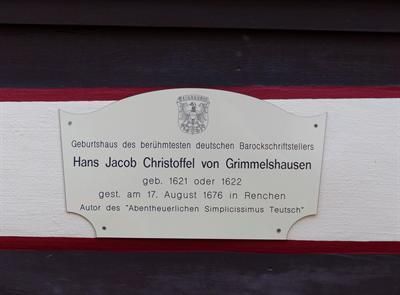 Geburtshaus des berühmtesten deutschen Barockschriftstellers
Hans Jacob Christoffel von Grimmelshausen
geb. 1621 oder 1622
gest. am 17. August 1676 in Renchen
Autor des "Abenteuerlichen Simplicissimus Teutsch"